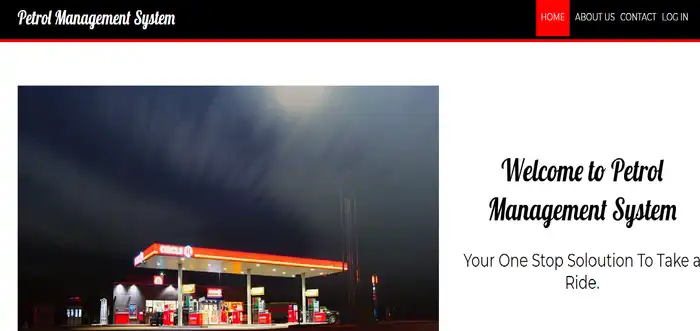 Petrol Management System
HOME ABOUT US CONTACT LOG IN
Welcome to Petrol
Management System
Your One Stop Soloution To Take a
Ride.
CIRCLE K